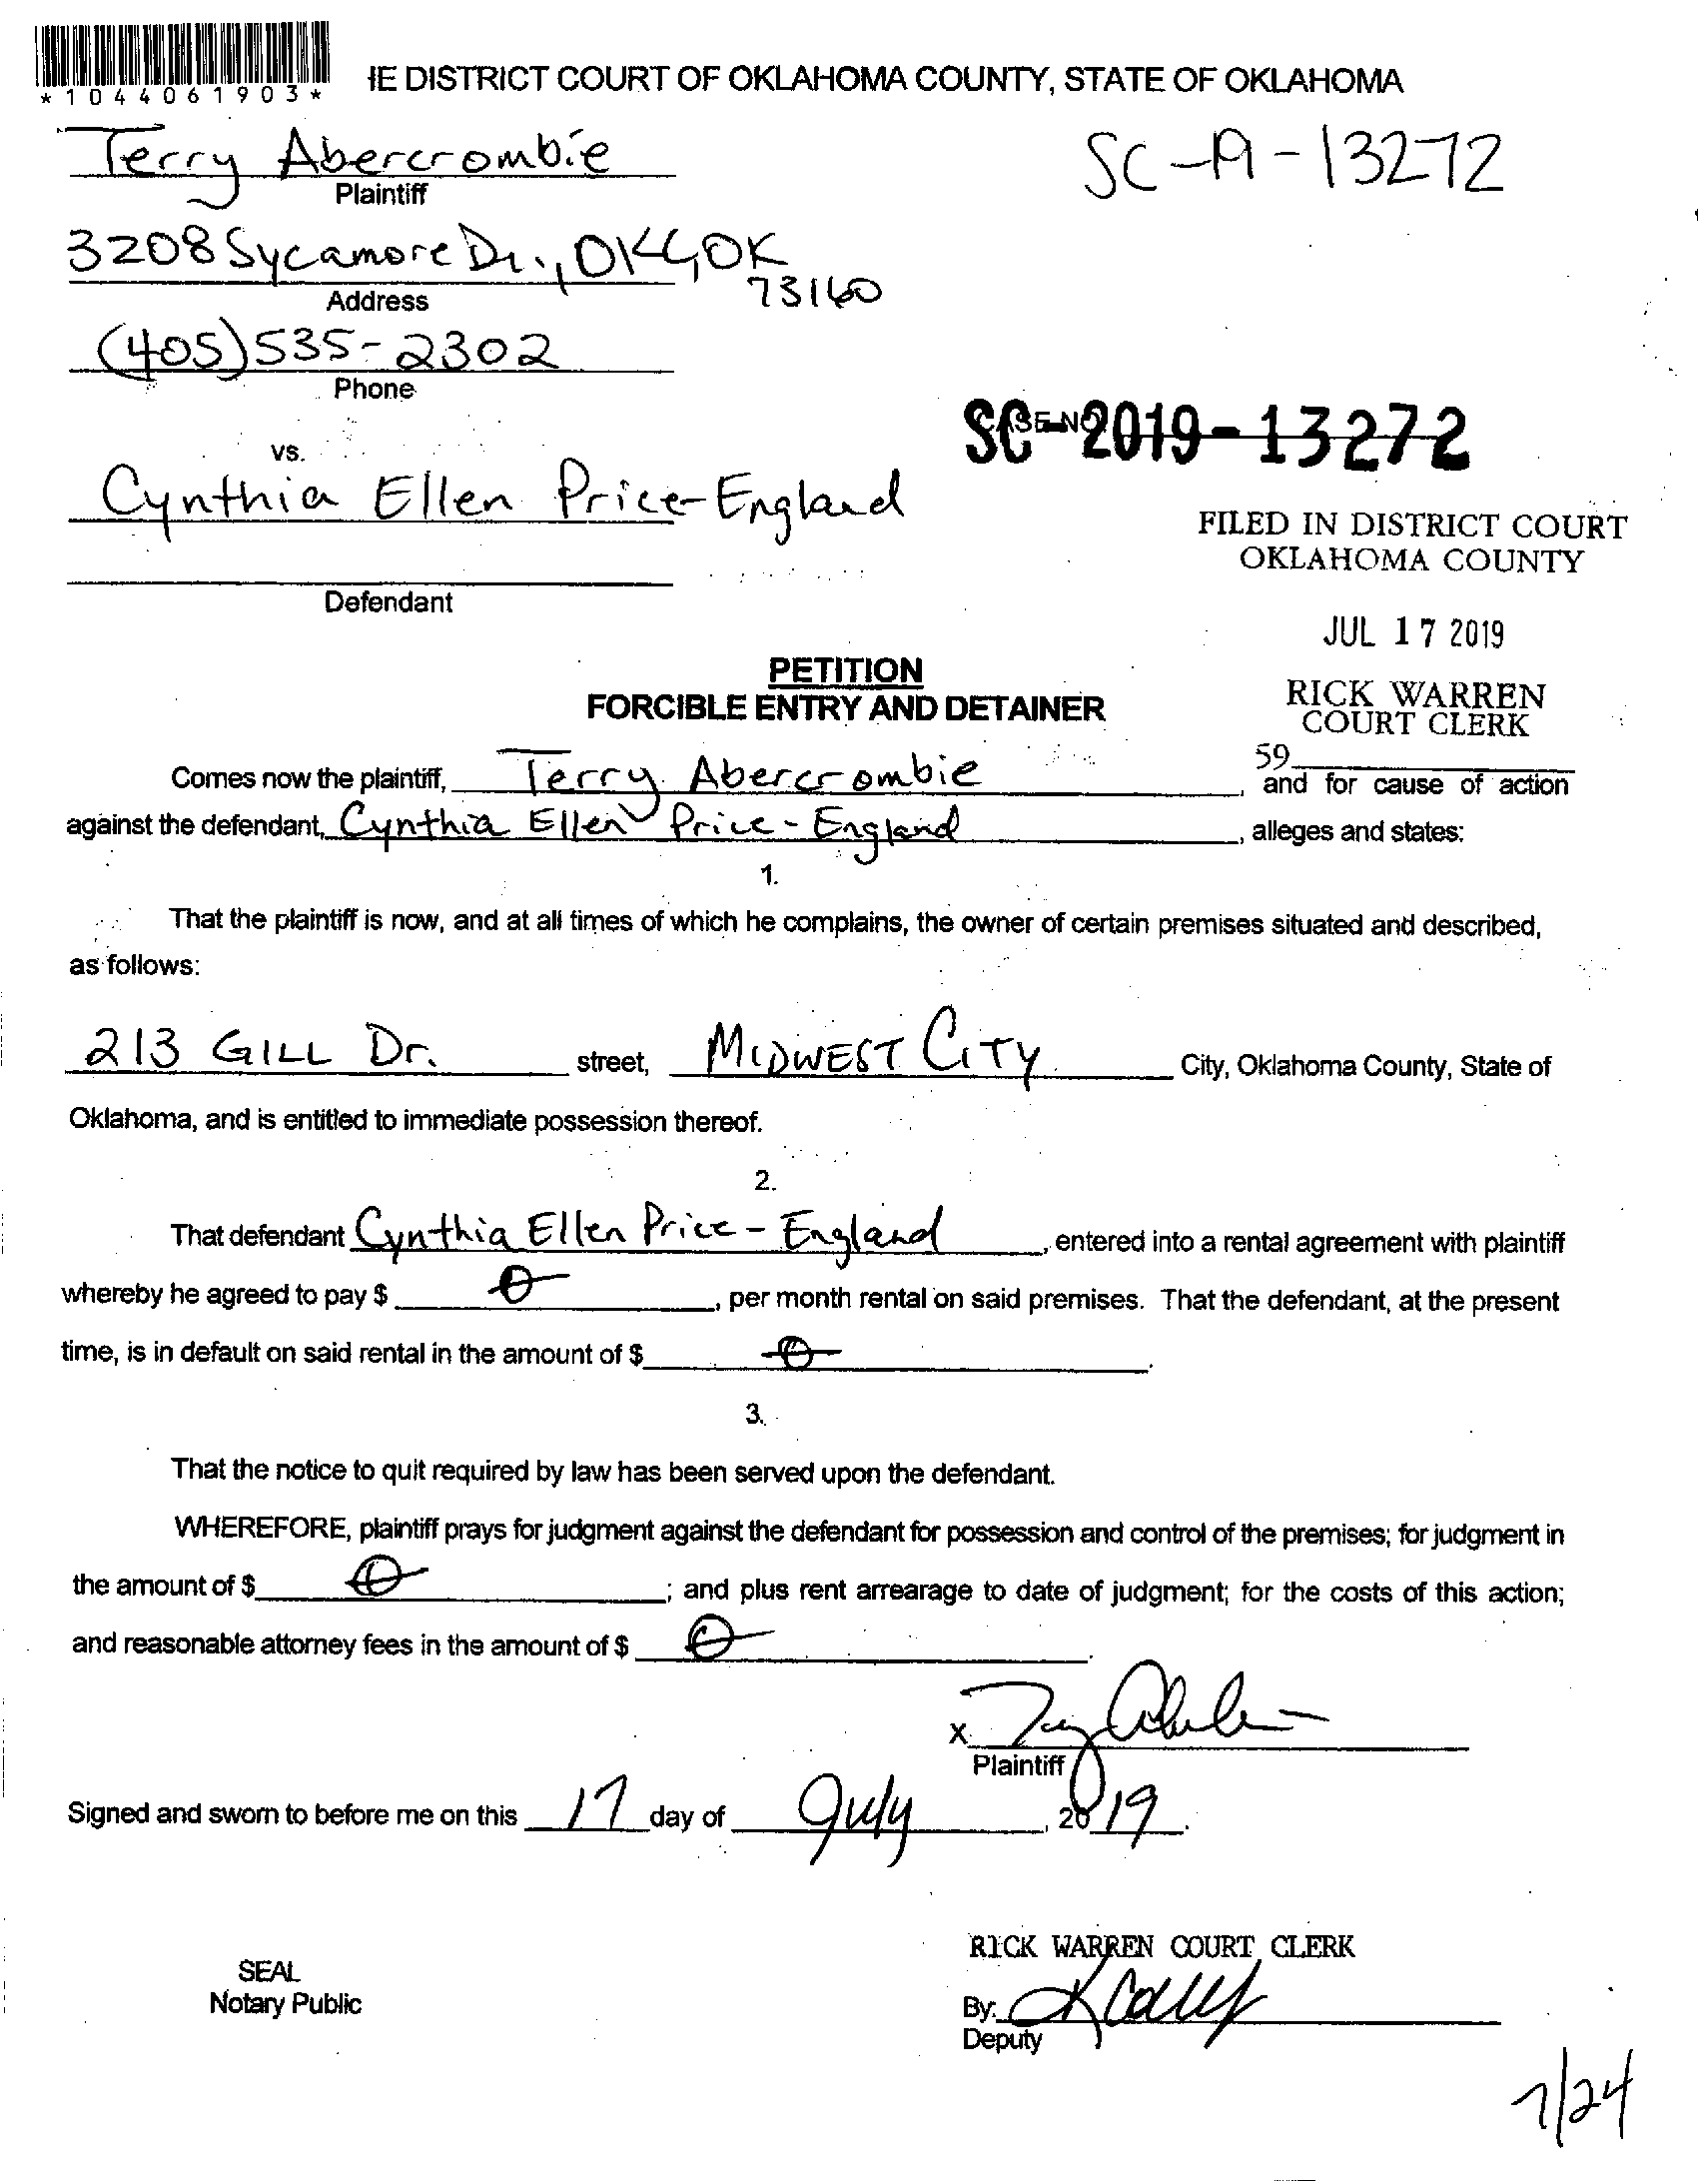 *1044061903*
IE DISTRICT COURT OF OKLAHOMA COUNTY, STATE OF OKLAHOMA
Terry Abercrombie
SC-19-13272
Plaintiff
3208 Sycamore Dr., OKC, OK
73160
Address
(405) 535-2302
Phone
CASE NO.
SC-2019-13272
vs.
Cynthia Ellen Price-England
FILED IN DISTRICT COURT
OKLAHOMA COUNTY
Defendant
JUL 17 2019
PETITION
FORCIBLE ENTRY AND DETAINER
RICK WARREN
COURT CLERK
59
Comes now the plaintiff, Terry Abercrombie, and for cause of action
against the defendant, Cynthia Ellen Price-England, alleges and states:
1.
That the plaintiff is now, and at all times of which he complains, the owner of certain premises situated and described,
as follows:
213 GILL Dr. street, MIDWEST CITY City, Oklahoma County, State of
Oklahoma, and is entitled to immediate possession thereof.
2.
That defendant Cynthia Ellen Price-England, entered into a rental agreement with plaintiff
whereby he agreed to pay $ 0, per month rental on said premises. That the defendant, at the present
time, is in default on said rental in the amount of $ 0.
3.
That the notice to quit required by law has been served upon the defendant.
WHEREFORE, plaintiff prays for judgment against the defendant for possession and control of the premises; for judgment in
the amount of $ 0; and plus rent arrearage to date of judgment; for the costs of this action;
and reasonable attorney fees in the amount of $ 0.
X
Plaintiff
Signed and sworn to before me on this 17 day of July, 2019.
RICK WARREN COURT CLERK
SEAL
Notary Public
By:
Deputy
7/24